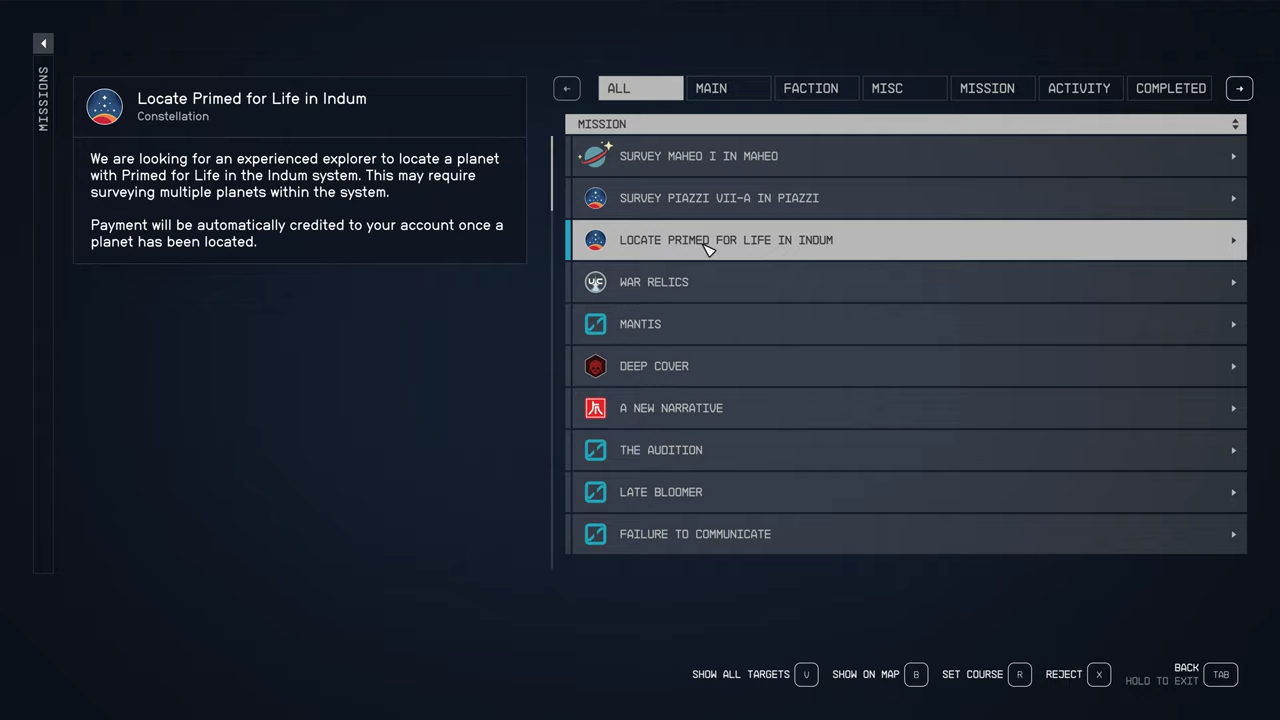 MISSIONS
Locate Primed for Life in Indum
Constellation
We are looking for an experienced explorer to locate a planet
with Primed for Life in the Indum system. This may require
surveying multiple planets within the system.
Payment will be automatically credited to your account once a
planet has been located.
ALL
MAIN
FACTION
MISC
MISSION
ACTIVITY
COMPLETED
MISSION
SURVEY MAHEO I IN MAHEO
SURVEY PIAZZI VII-A IN PIAZZI
LOCATE PRIMED FOR LIFE IN INDUM
UC WAR RELICS
MANTIS
DEEP COVER
A NEW NARRATIVE
THE AUDITION
LATE BLOOMER
FAILURE TO COMMUNICATE
SHOW ALL TARGETS V
SHOW ON MAP B
SET COURSE R
REJECT X
BACK
HOLD TO EXIT
TAB